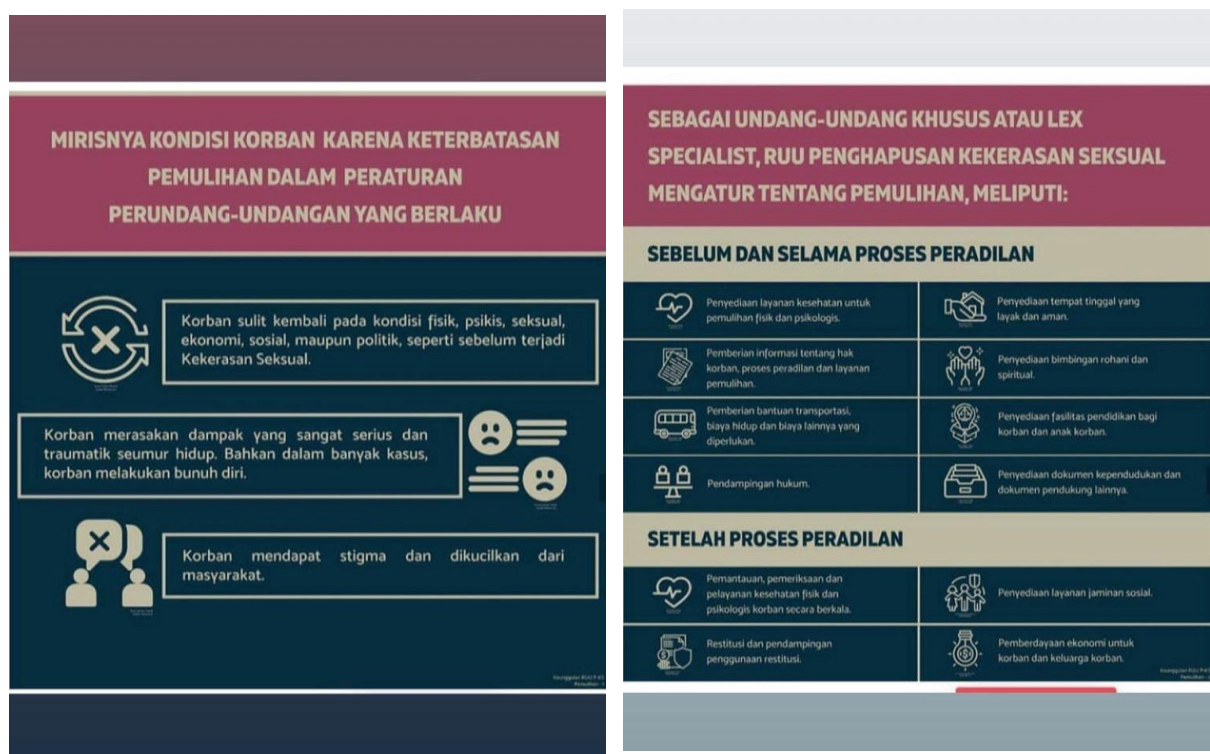 MIRISNYA KONDISI KORBAN KARENA KETERBATASAN
PEMULIHAN DALAM PERATURAN
PERUNDANG-UNDANGAN YANG BERLAKU
Korban sulit kembali pada kondisi fisik, psikis, seksual,
ekonomi, sosial, maupun politik, seperti sebelum terjadi
Kekerasan Seksual.
Korban merasakan dampak yang sangat serius dan
traumatik seumur hidup. Bahkan dalam banyak kasus,
korban melakukan bunuh diri.
Korban mendapat stigma dan dikucilkan dari
masyarakat.
Keunggulan RUU P-KS
Pemulihan -
SEBAGAI UNDANG-UNDANG KHUSUS ATAU LEX
SPECIALIST, RUU PENGHAPUSAN KEKERASAN SEKSUAL
MENGATUR TENTANG PEMULIHAN, MELIPUTI:
SEBELUM DAN SELAMA PROSES PERADILAN
Penyediaan layanan kesehatan untuk
pemulihan fisik dan psikologis.
Penyediaan tempat tinggal yang
layak dan aman.
Pemberian informasi tentang hak
korban, proses peradilan dan layanan
pemulihan.
Penyediaan bimbingan rohani dan
spiritual.
Pemberian bantuan transportasi,
biaya hidup dan biaya lainnya yang
diperlukan.
Penyediaan fasilitas pendidikan bagi
korban dan anak korban.
Pendampingan hukum.
Penyediaan dokumen kependudukan dan
dokumen pendukung lainnya.
SETELAH PROSES PERADILAN
Pemantauan, pemeriksaan dan
pelayanan kesehatan fisik dan
psikologis korban secara berkala.
Penyediaan layanan jaminan sosial.
Restitusi dan pendampingan
penggunaan restitusi.
Pemberdayaan ekonomi untuk
korban dan keluarga korban.
Keunggulan RUU P-KS
Pemulihan -